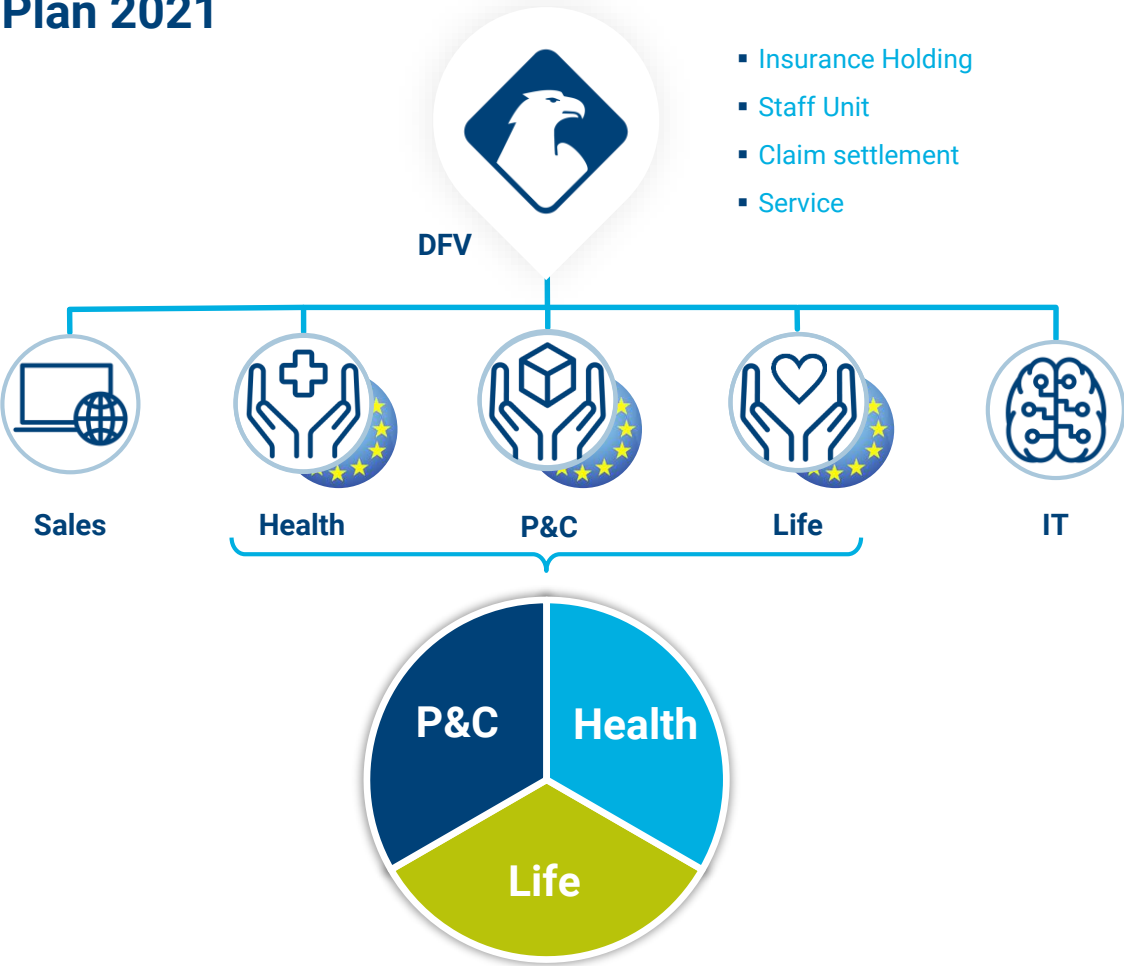 Plan 2021
▪ Insurance Holding
▪ Staff Unit
▪ Claim settlement
▪ Service
DFV
Sales
Health
P&C
Life
IT
P&C
Health
Life